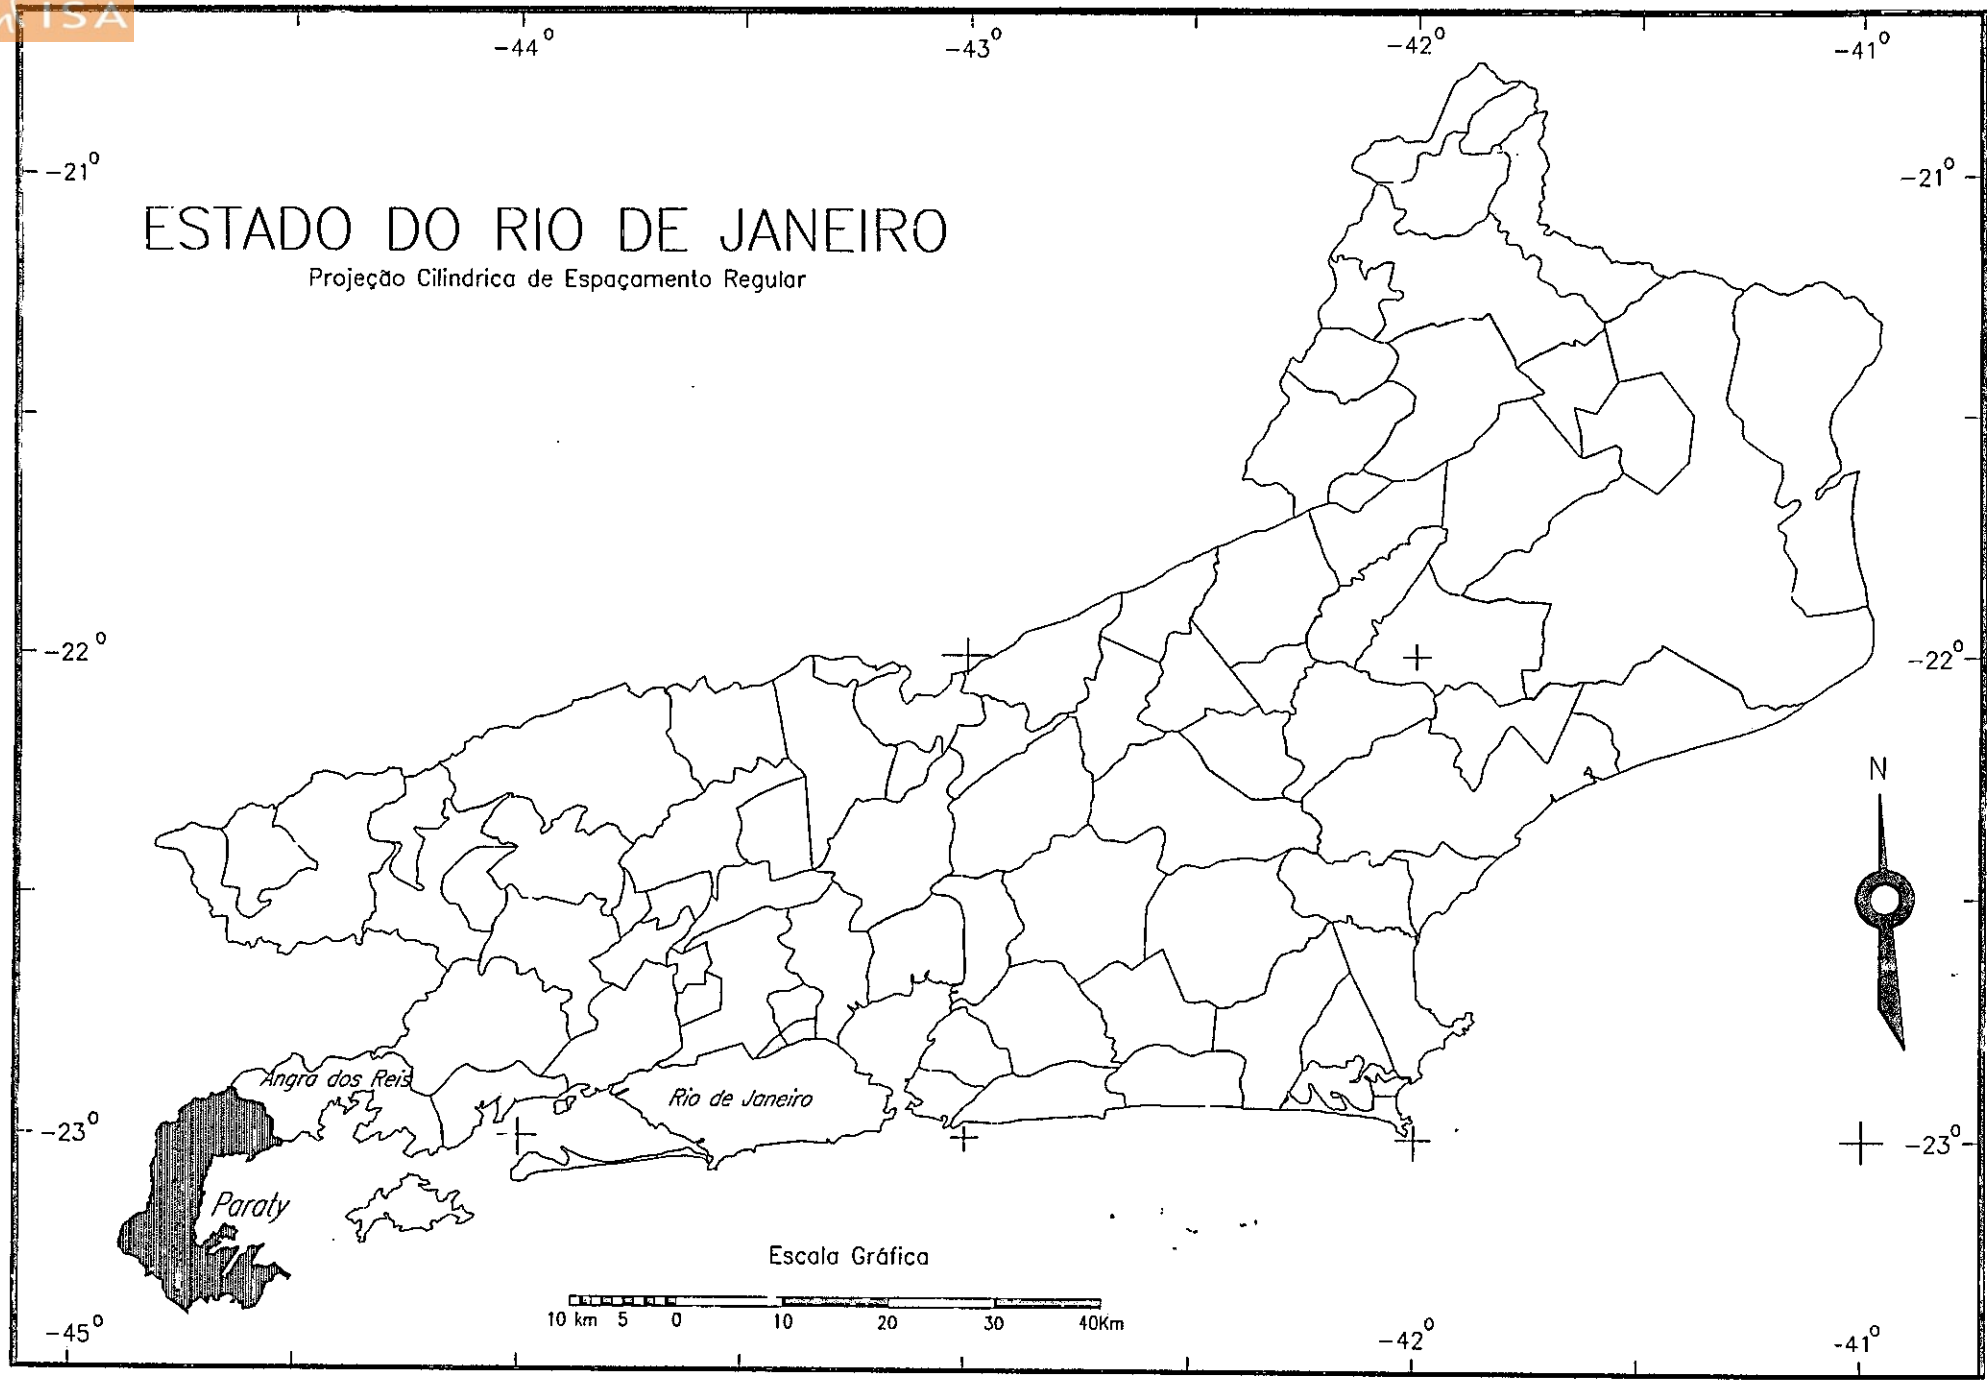 ISA
-44° -43° -42° -41°
-21° -21°
ESTADO DO RIO DE JANEIRO
Projeção Cilindrica de Espaçamento Regular
-22° -22°
N
Angra dos Reis
Rio de Janeiro
-23° -23°
Paraty
Escala Gráfica
10 km 5 0 10 20 30 40Km
-45° -42° -41°